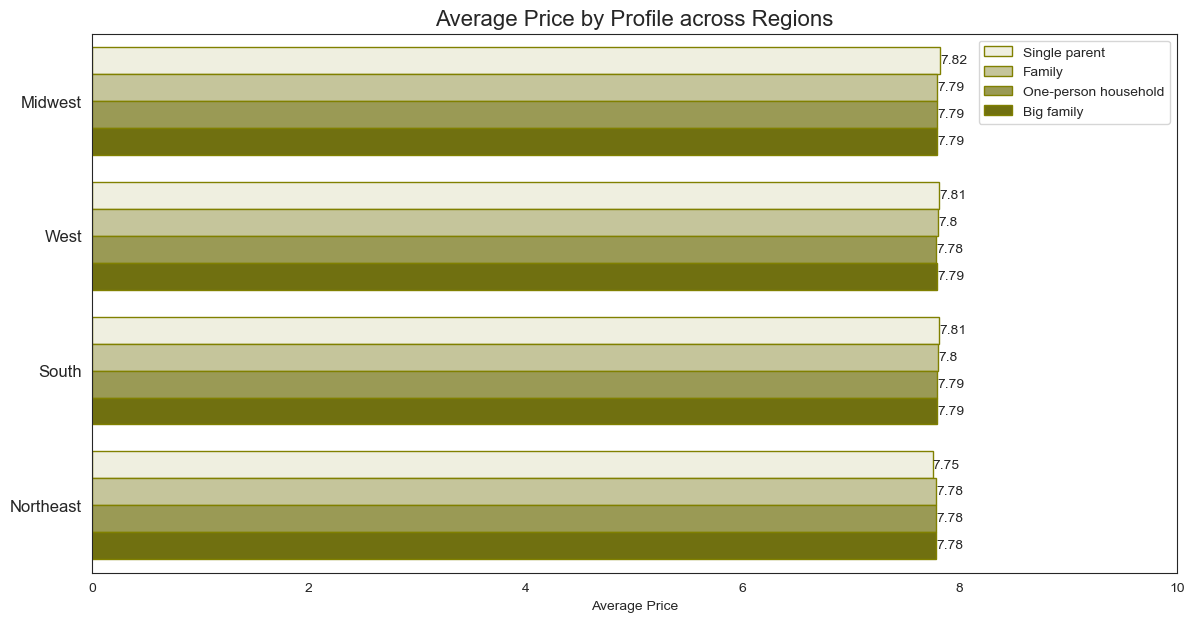 Average Price by Profile across Regions
Single parent
Family
One-person household
Big family
Midwest
7.82
7.79
7.79
7.79
West
7.81
7.8
7.78
7.79
South
7.81
7.8
7.79
7.79
Northeast
7.75
7.78
7.78
7.78
0 2 4 6 8 10
Average Price